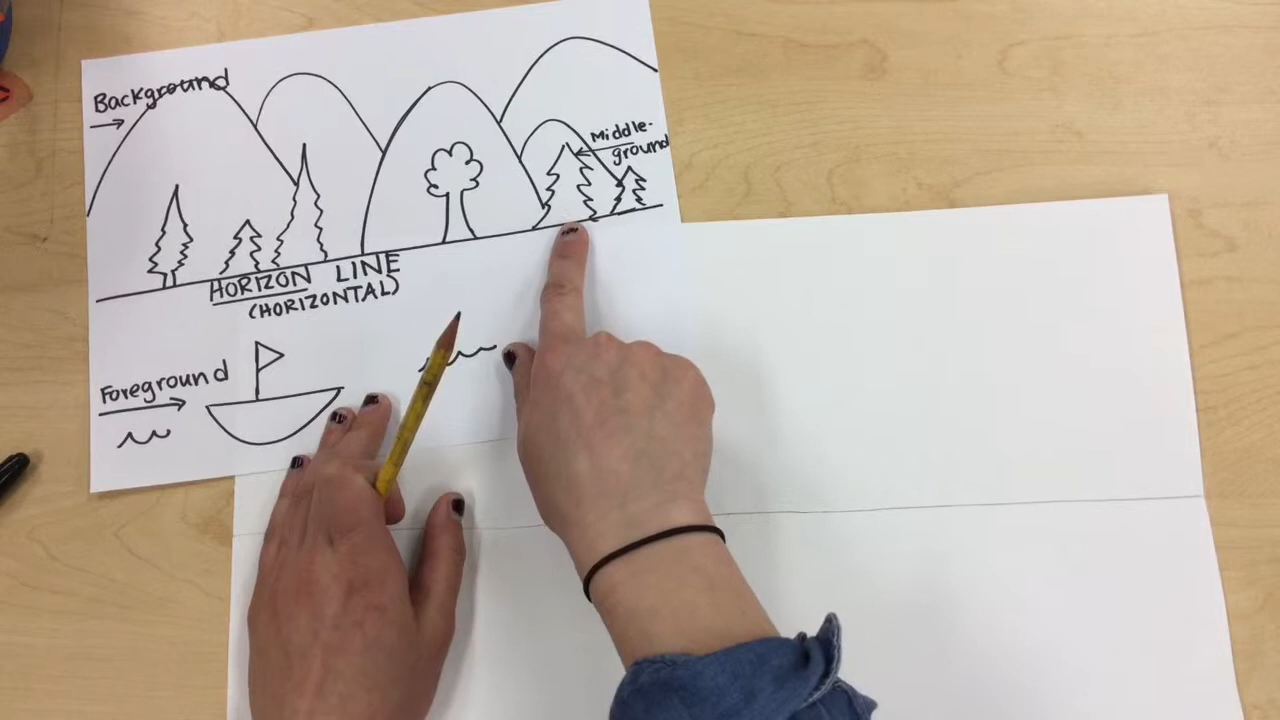 Background
Middle-
ground
HORIZON LINE
(HORIZONTAL)
Foreground